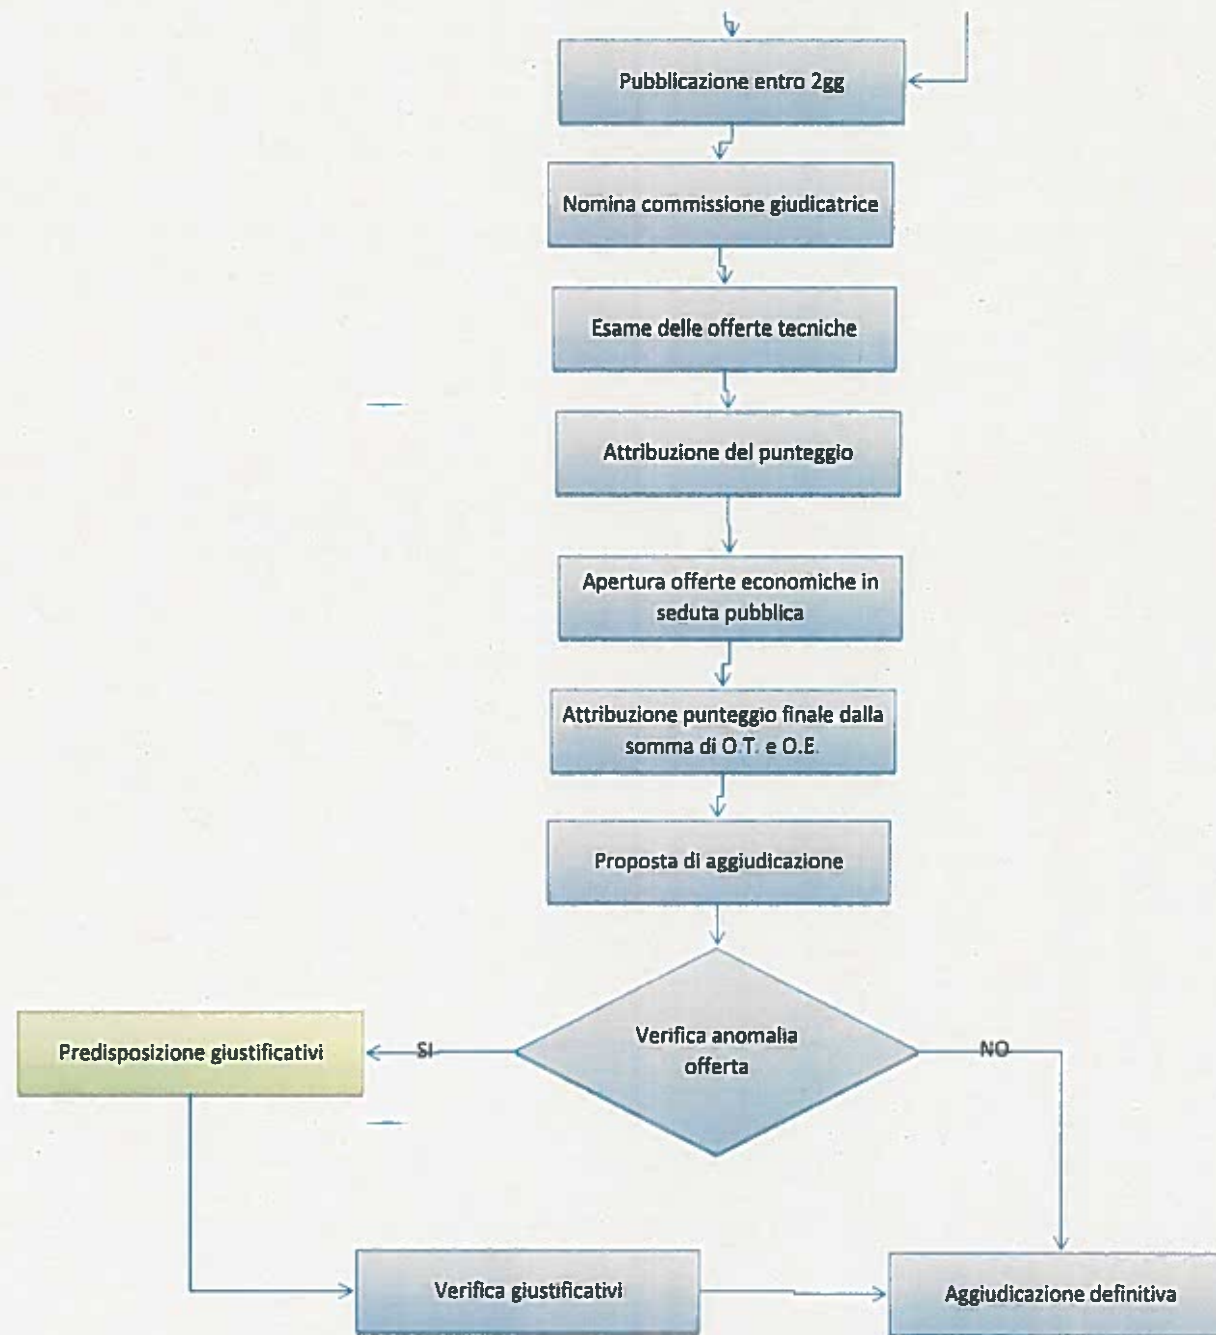 Pubblicazione entro 2gg
Nomina commissione giudicatrice
Esame delle offerte tecniche
Attribuzione del punteggio
Apertura offerte economiche in
seduta pubblica
Attribuzione punteggio finale dalla
somma di O.T. e O.E.
Proposta di aggiudicazione
Verifica anomalia
offerta
Predisposizione giustificativi
SI
NO
Verifica giustificativi
Aggiudicazione definitiva